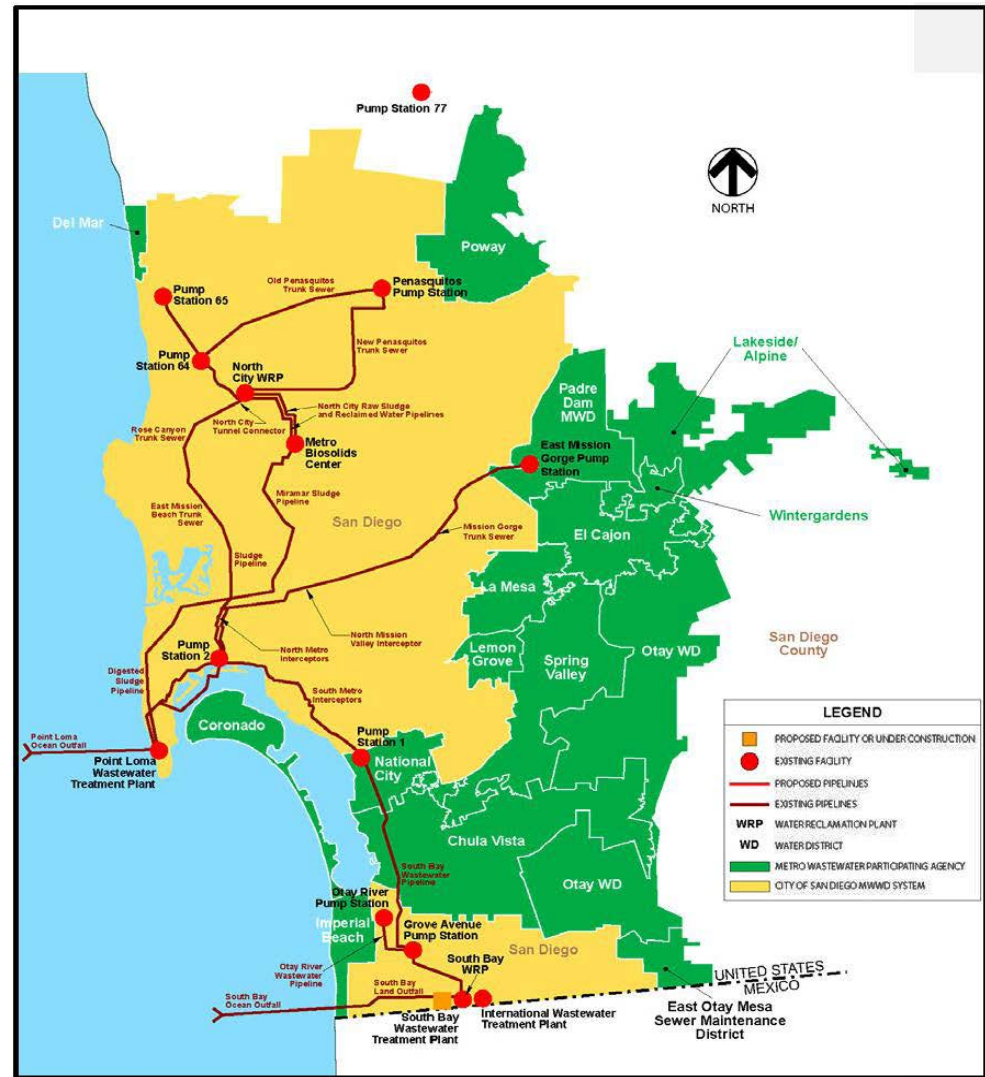 Pump Station 77
NORTH
Del Mar
Poway
Old Penasquitos
Trunk Sewer
Penasquitos
Pump Station
Pump
Station 65
New Penasquitos
Trunk Sewer
Pump
Station 64
North
City WRP
Lakeside/
Alpine
Padre
Dam
MWD
Rose Canyon
Trunk Sewer
North City
Tunnel Connector
North City Raw Sludge
and Reclaimed Water Pipelines
Metro
Biosolids
Center
East Mission
Gorge Pump
Station
Miramar Sludge
Pipeline
East Mission
Beach Trunk
Sewer
San Diego
Mission Gorge
Trunk Sewer
Wintergardens
El Cajon
Sludge
Pipeline
La Mesa
North Mission
Valley Interceptor
North Metro
Interceptors
Pump
Station 2
Lemon
Grove
Spring
Valley
Otay WD
San Diego
County
Digested
Sludge
Pipeline
South Metro
Interceptors
Coronado
Point Loma
Ocean Outfall
Point Loma
Wastewater
Treatment Plant
Pump
Station 1
National
City
LEGEND
PROPOSED FACILITY OR UNDER CONSTRUCTION
EXISTING FACILITY
PROPOSED PIPELINJES
EXISTING PIPELINES
WRP WATER RECLAMATION PLANT
WD WATER DISTRICT
METRO WASTEWATER PARTICIPATING AGENCY
CITY OF SAN DIEGO MWWD SYSTEM
Chula Vista
South Bay
Wastewater
Pipeline
Otay WD
Otay River
Pump Station
Imperial
Beach
Grove Avenue
Pump Station
San Diego
South Bay
WRP
Otay River
Wastewater
Pipeline
South Bay
Land Outfall
South Bay
Ocean Outfall
UNITED STATES
MEXICO
South Bay
Wastewater
Treatment Plant
International Wastewater
Treatment Plant
East Otay Mesa
Sewer Maintenance
District